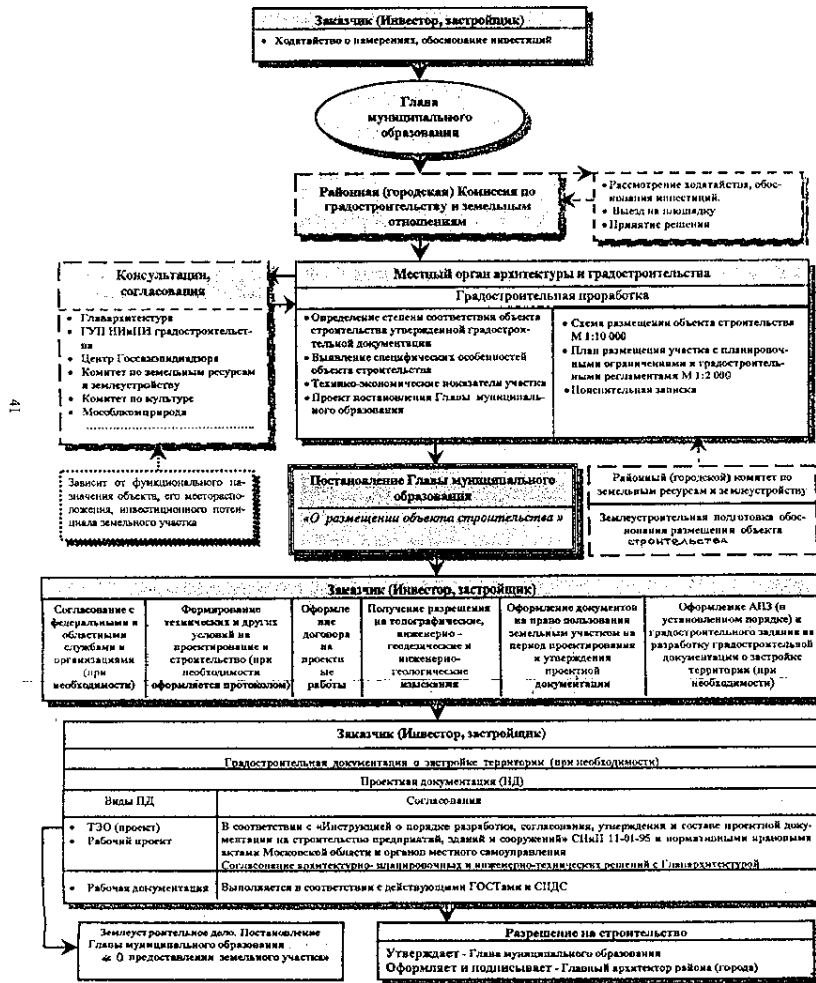 Заказчик (Инвестор, застройщик)
• Ходатайство о намерениях, обоснование инвестиций
Глава
муниципального
образования
Районная (городская) Комиссия по
градостроительству и земельным
отношениям
• Рассмотрение ходатайства, обос-
нования инвестиций.
• Выезд на площадку
• Принятие решения
Консультации,
согласования
• Главархитектура
• ГУП НИиПИ градостроительст-
ва
• Центр Госсанэпиднадзора
• Комитет по земельным ресурсам
и землеустройству
• Комитет по культуре
• Мособлкомприрода
Местный орган архитектуры и градостроительства
Градостроительная проработка
• Определение степени соответствия объекта
строительства утвержденной градострои-
тельной документации
• Выявление специфических особенностей
объекта строительства
• Технико-экономические показатели участка
• Проект постановления Главы муниципаль-
ного образования
• Схема размещения объекта строительства
М 1:10 000
• План размещения участка с планировоч-
ными ограничениями и градостроитель-
ными регламентами М 1:2 000
• Пояснительная записка
41
Зависит от функционального наз-
начения объекта, его месторас-
положения, инвестиционного потен-
циала земельного участка
Постановление Главы муниципального
образования
«О размещении объекта строительства»
Районный (городской) комитет по
земельным ресурсам и землеустройству
Землеустроительная подготовка обос-
нования размещения объекта
строительства
Заказчик (Инвестор, застройщик)
Согласование с
федеральными и
областными
службами и
организациями
(при
необходимости)
Формирование
технических и других
условий на
проектирование и
строительство (при
необходимости
оформляется протоколом)
Оформле
ние
договора
на
проектн
ые
работы
Получение разрешения
на топографические,
инженерно -
геодезические и
инженерно-
геологические
изыскания
Оформление документов
на право пользования
земельным участком на
период проектирования
и утверждения
проектной
документации
Оформление АПЗ (в
установленном порядке) и
градостроительного задания на
разработку градостроительной
документации о застройке
территории (при
необходимости)
Заказчик (Инвестор, застройщик)
Градостроительная документация о застройке территории (при необходимости)
Проектная документация (ПД)
Виды ПД
Согласования
• ТЭО (проект)
• Рабочий проект
В соответствии с «Инструкцией о порядке разработки, согласования, утверждения и составе проектной доку-
ментации на строительство предприятий, зданий и сооружений» СНиП 11-01-95 и нормативными правовыми
актами Московской области и органов местного самоуправления
Согласование архитектурно- планировочных и инженерно-технических решений с Главархитектурой
• Рабочая документация
Выполняется в соответствии с действующими ГОСТами и СПДС
Землеустроительное дело. Постановление
Главы муниципального образования
« О предоставлении земельного участка»
Разрешение на строительство
Утверждает - Глава муниципального образования
Оформляет и подписывает - Главный архитектор района (города)